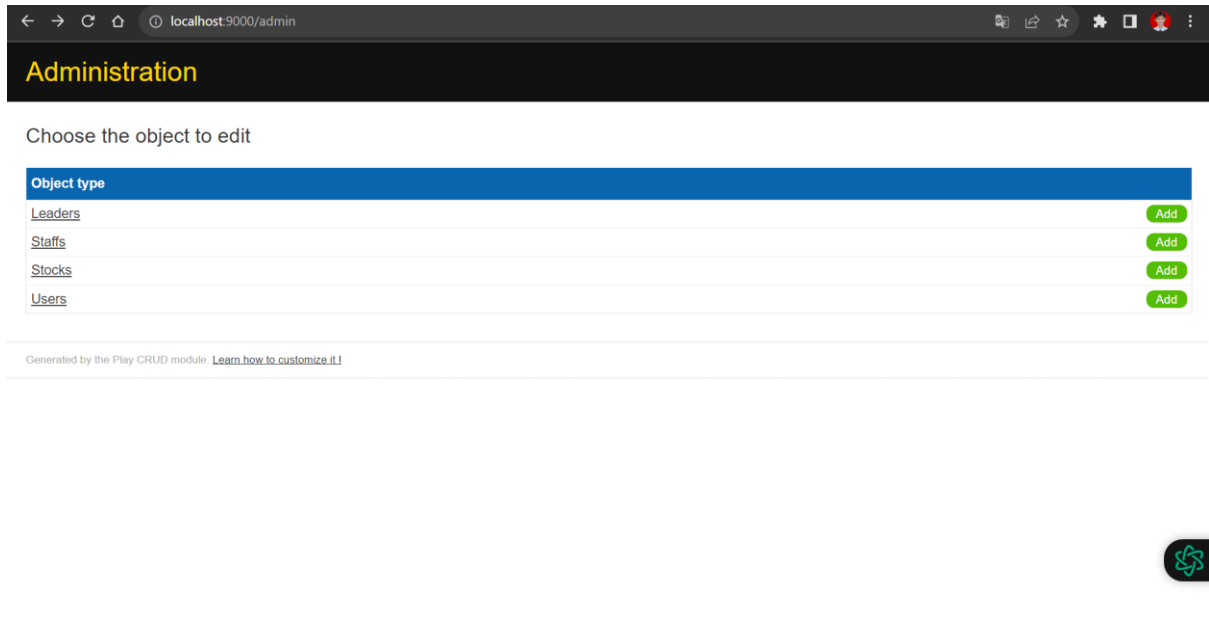 localhost:9000/admin
Administration
Choose the object to edit
Object type
Leaders Add
Staffs Add
Stocks Add
Users Add
Generated by the Play CRUD module. Learn how to customize it !